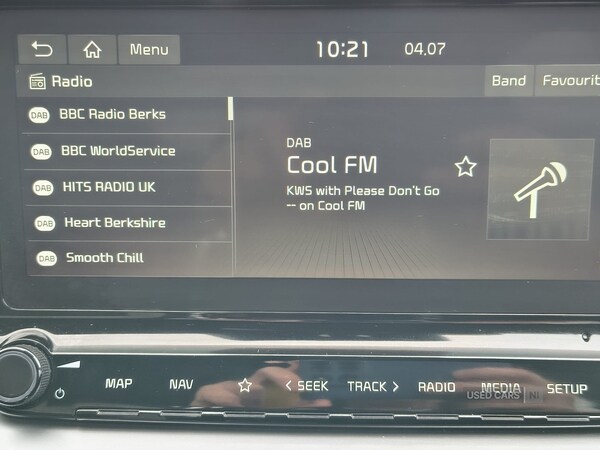 Menu
10:21
04.07
Radio
Band
Favourit
DAB BBC Radio Berks
DAB BBC WorldService
DAB HITS RADIO UK
DAB Heart Berkshire
DAB Smooth Chill
DAB
Cool FM
KWS with Please Don't Go
-- on Cool FM
MAP
NAV
< SEEK
TRACK >
RADIO
MEDIA
SETUP
USED CARS NI